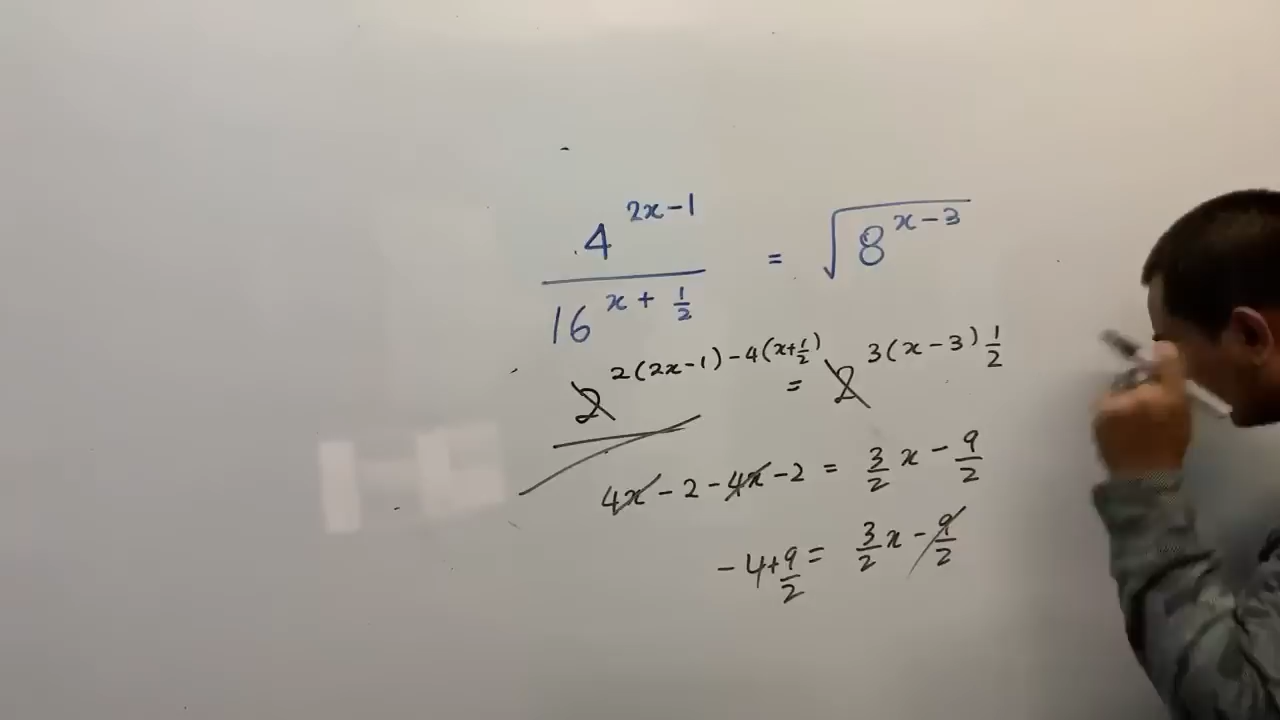 4^{2x-1} / 16^{x + 1/2} = √(8^{x-3})
2^{2(2x-1)-4(x+1/2)} = 2^{3(x-3)1/2}
4x - 2 - 4x - 2 = 3/2 x - 9/2
-4+9/2 = 3/2 x - 9/2